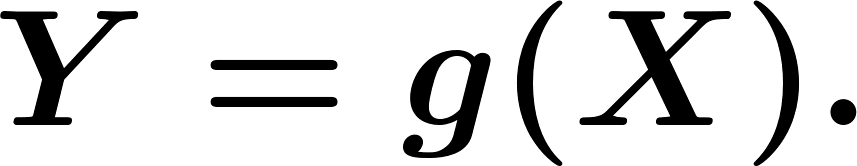 Y = g(X).